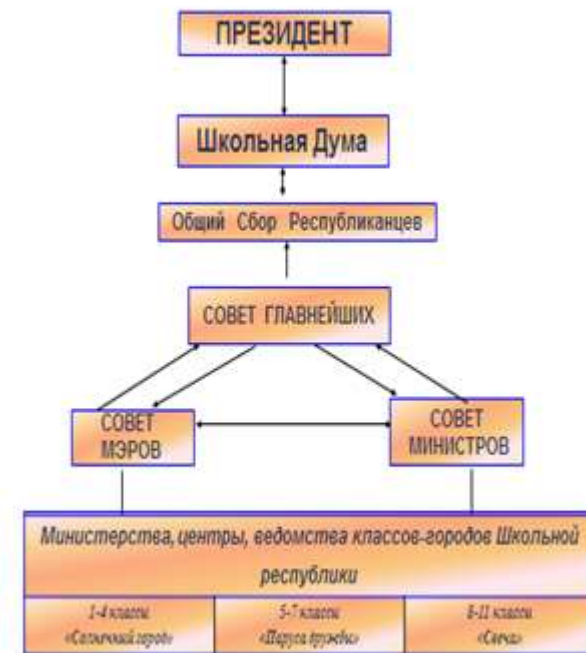 ПРЕЗИДЕНТ
Школьная Дума
Общий Сбор Республиканцев
СОВЕТ ГЛАВНЕЙШИХ
СОВЕТ
МЭРОВ
СОВЕТ
МИНИСТРОВ
Министерства, центры, ведомства классов-городов Школьной
республики
1-4 классы
«Солнечный город»
5-7 классы
«Паруса дружбы»
8-11 классы
«Свеча»